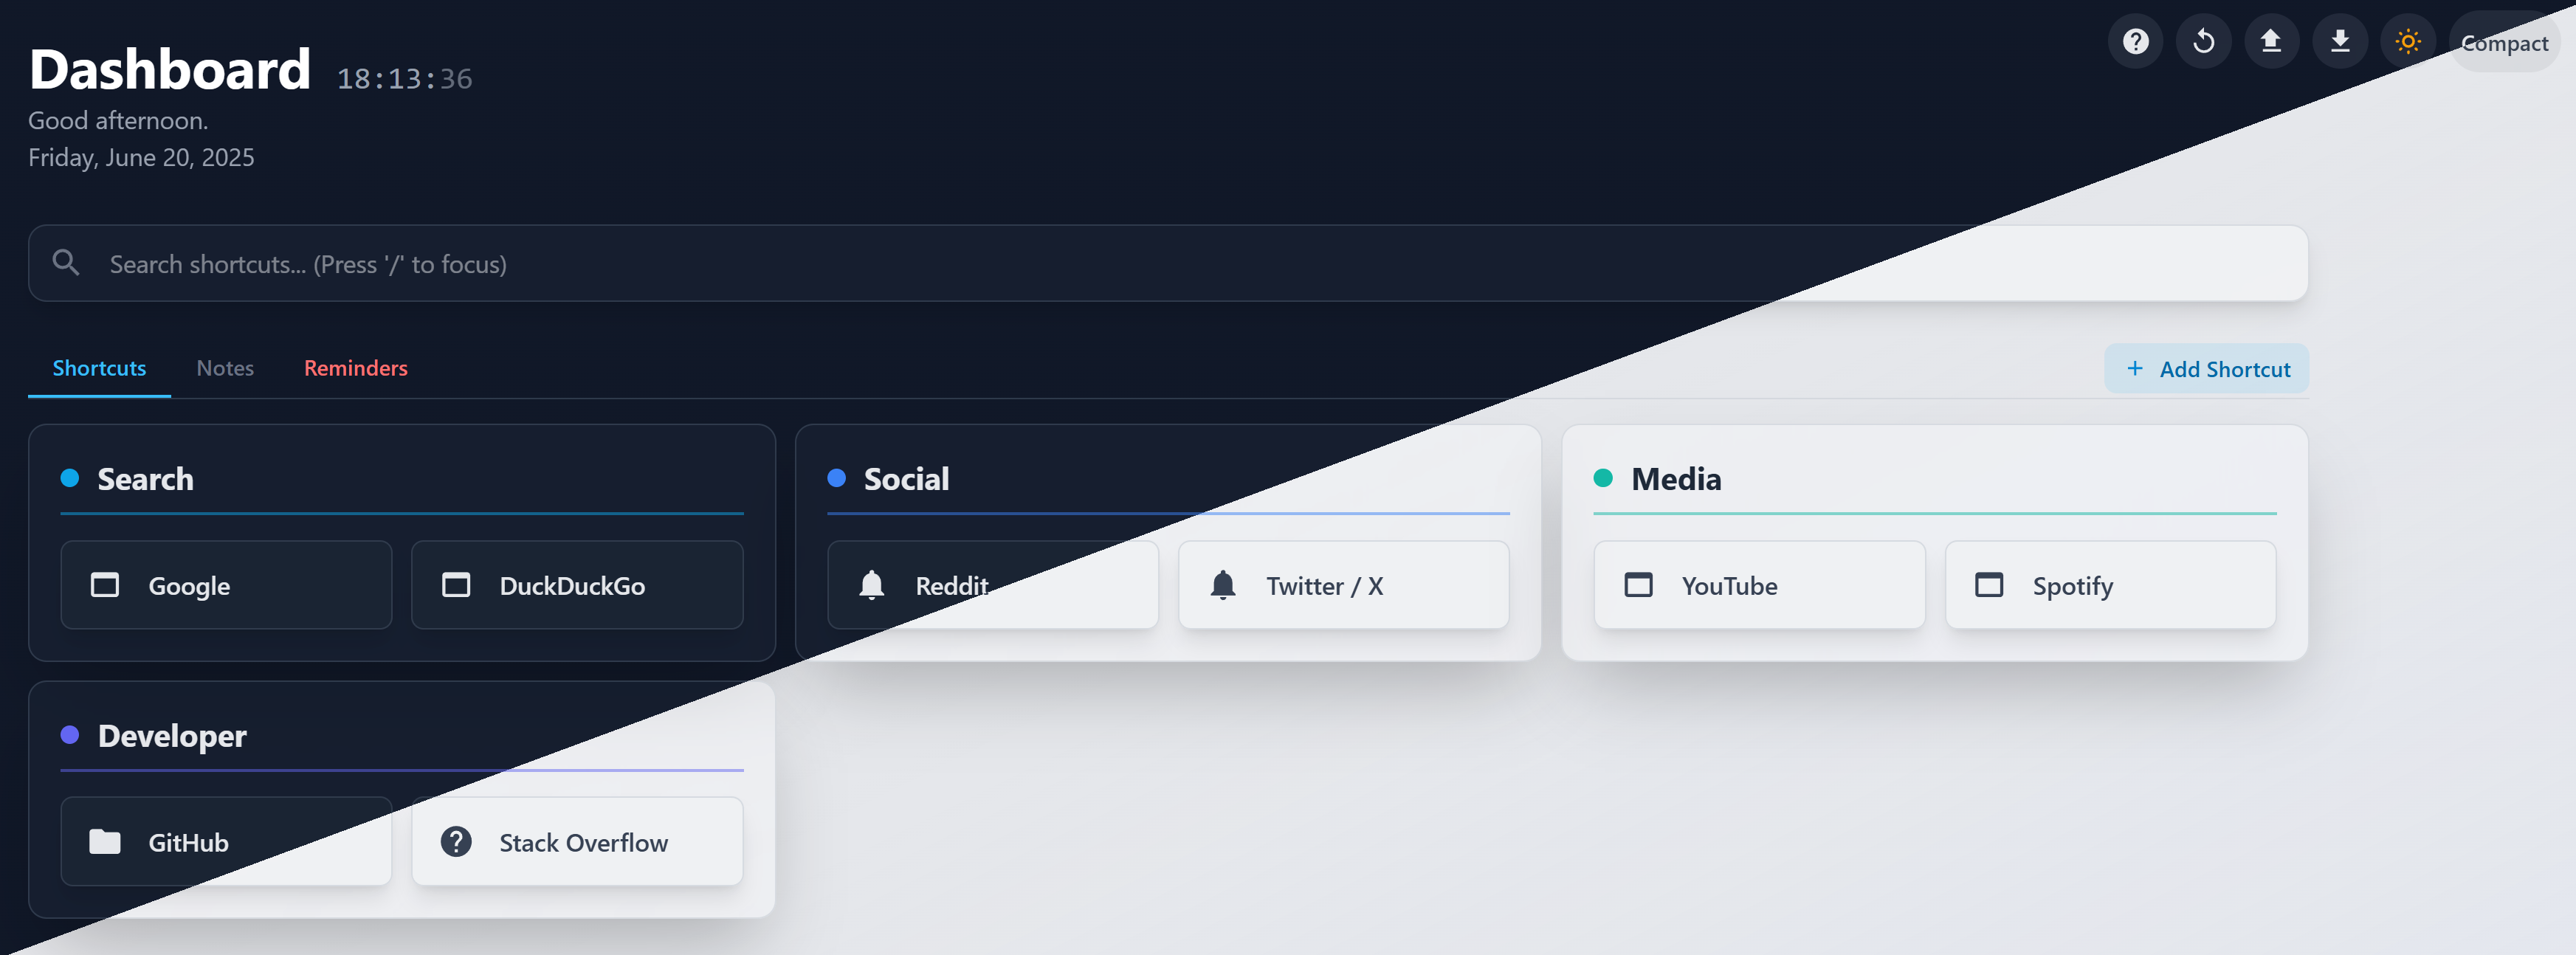 Dashboard 18:13:36
Compact
Good afternoon.
Friday, June 20, 2025
Search shortcuts... (Press '/' to focus)
Shortcuts Notes Reminders
+ Add Shortcut
Search
Google DuckDuckGo
Social
Reddit Twitter / X
Media
YouTube Spotify
Developer
GitHub Stack Overflow